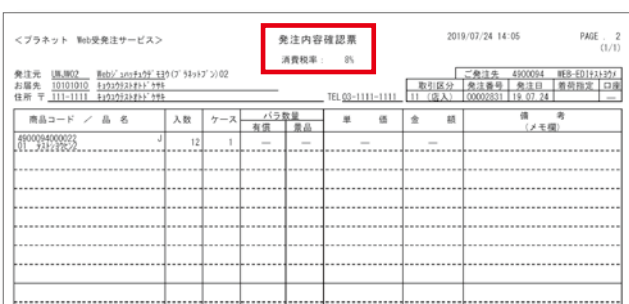 <プラネット Web受発注サービス>
発注内容確認票
2019/07/24 14:05 PAGE . 2
(1/1)
消費税率: 8%
発注元 UNJW02
ご発注先 4900094
お届先 10101010
取引区分 発注番号 発注日 着荷指定 口座
住所 〒 111-1111 TEL 03-1111-1111 11 (店入) 00002831 19.07.24 —
商品コード / 品 名 入数 ケース バラ数量 単 価 金 額 備 考
有償 景品 (メモ欄)
4900094000022 J 12 1 — — — —
01